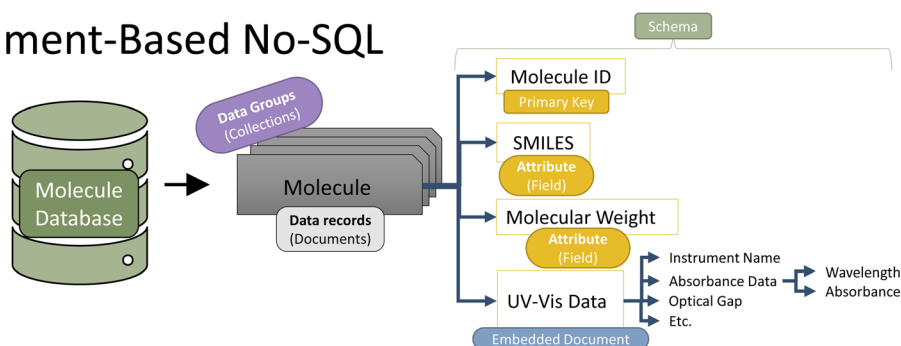 ment-Based No-SQL
Schema
Molecule
Database
Data Groups
(Collections)
Molecule
Data records
(Documents)
Molecule ID
Primary Key
SMILES
Attribute
(Field)
Molecular Weight
Attribute
(Field)
UV-Vis Data
Embedded Document
Instrument Name
Absorbance Data
Optical Gap
Etc.
Wavelength
Absorbance